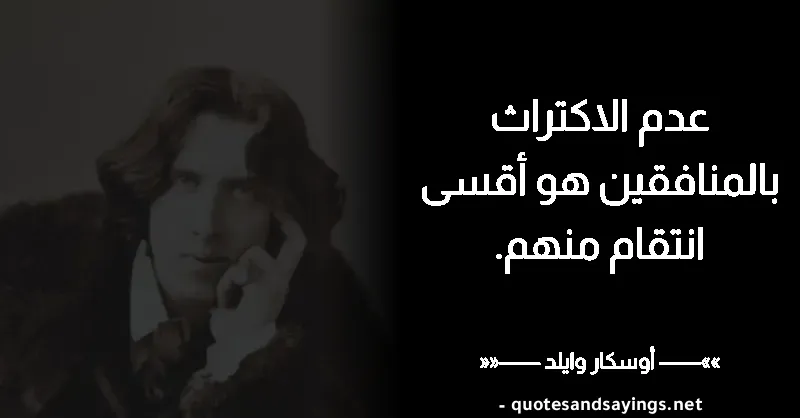 عدم الاكتراث
بالمنافقين هو أقسى
انتقام منهم.
»»—— أوسكار وايلد ——««
- quotesandsayings.net